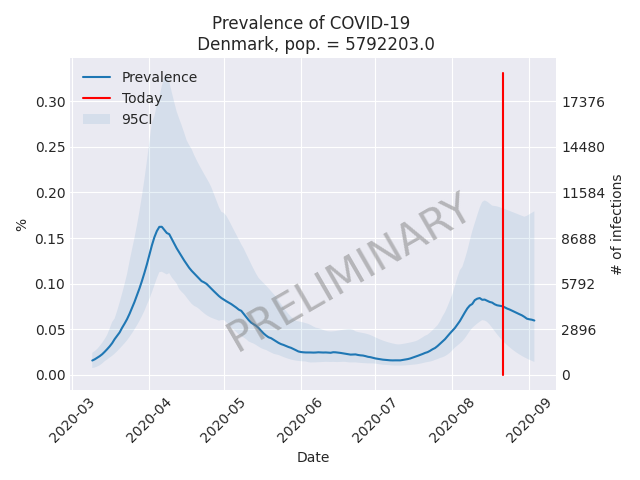 Prevalence of COVID-19
Denmark, pop. = 5792203.0
Prevalence
Today
95CI
PRELIMINARY
%
0.30
0.25
0.20
0.15
0.10
0.05
0.00
17376
14480
11584
8688
5792
2896
0
# of infections
2020-03
2020-04
2020-05
2020-06
2020-07
2020-08
2020-09
Date